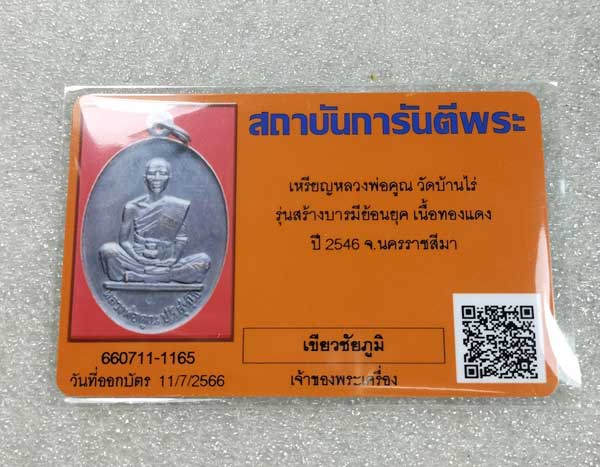 สถาบันการันตีพระ
เหรียญหลวงพ่อคูณ วัดบ้านไร่
รุ่นสร้างบารมีย้อนยุค เนื้อทองแดง
ปี 2546 จ.นครราชสีมา
660711-1165
วันที่ออกบัตร 11/7/2566
เขียวชัยภูมิ
เจ้าของพระเครื่อง